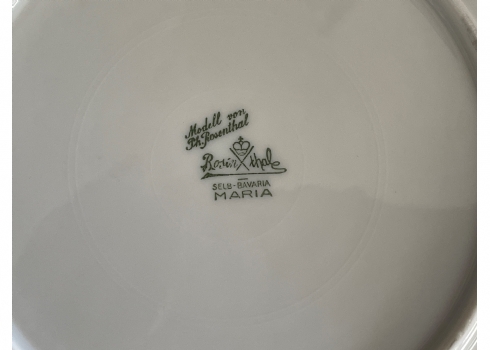 Modell von
Ph. Rosenthal
Rosenthal
SELB-BAVARIA
MARIA